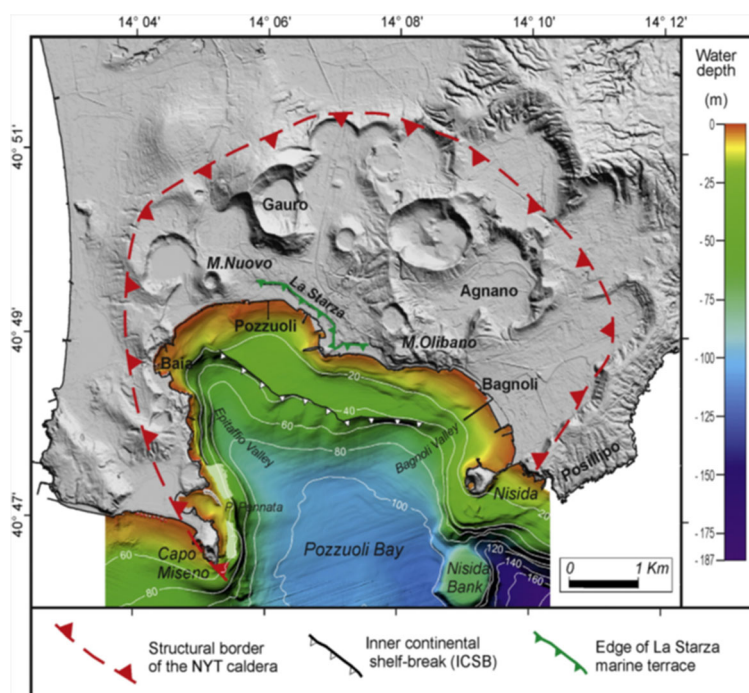 14° 04'
14° 06'
14° 08'
14° 10'
14° 12'
40° 51'
40° 49'
40° 47'
Water
depth
(m)
0
-25
-50
-75
-100
-125
-150
-175
-187
Gauro
M.Nuovo
La Starza
Agnano
Pozzuoli
M.Olibano
Baia
Bagnoli
20
40
60
80
Epitaffio Valley
Bagnoli Valley
Posillipo
P. Pennata
Nisida
20
100
Capo
Miseno
Pozzuoli Bay
Nisida
Bank
60
80
120
140
160
0 1 Km
Structural border
of the NYT caldera
Inner continental
shelf-break (ICSB)
Edge of La Starza
marine terrace